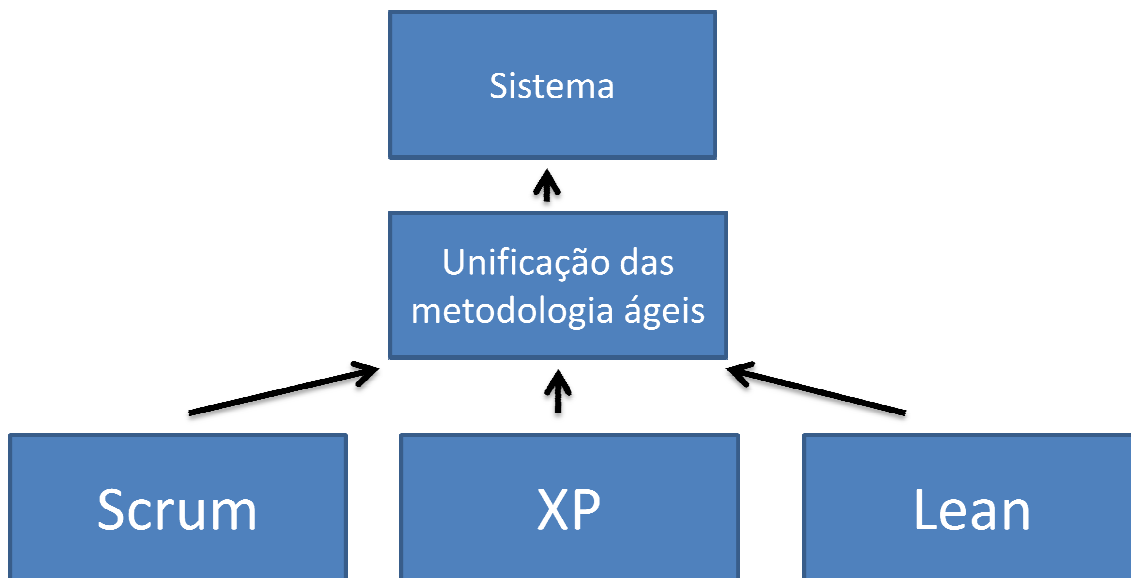 Sistema
Unificação das
metodologia ágeis
Scrum
XP
Lean